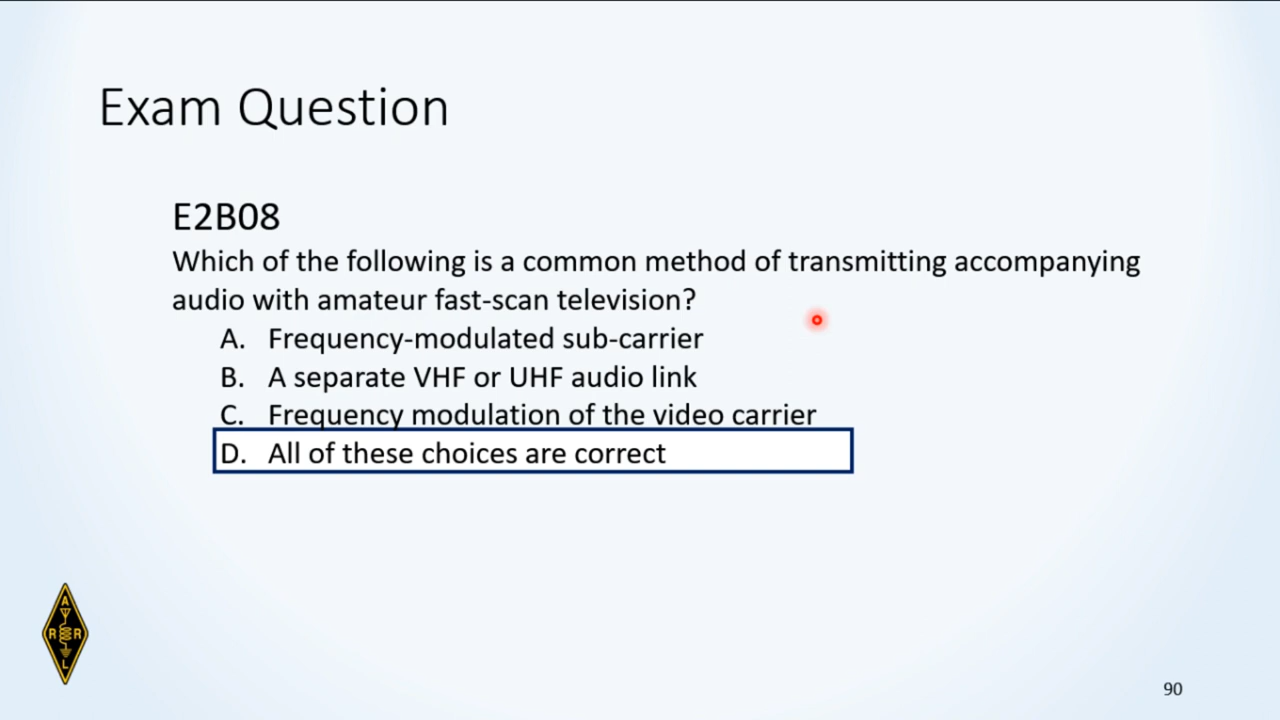 Exam Question
E2B08
Which of the following is a common method of transmitting accompanying
audio with amateur fast-scan television?
A. Frequency-modulated sub-carrier
B. A separate VHF or UHF audio link
C. Frequency modulation of the video carrier
D. All of these choices are correct
A
R R
L
90